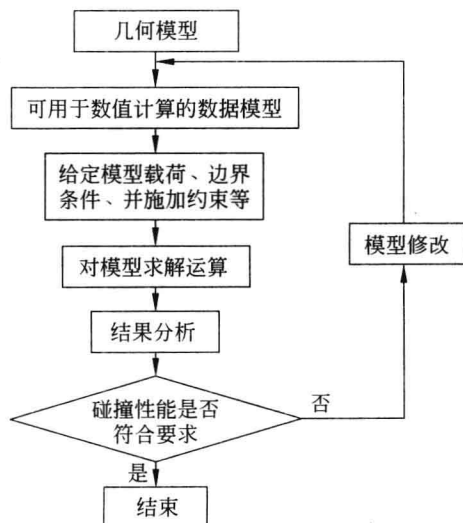 几何模型
可用于数值计算的数据模型
给定模型载荷、边界
条件、并施加约束等
对模型求解运算
模型修改
结果分析
碰撞性能是否
符合要求
否
是
结束